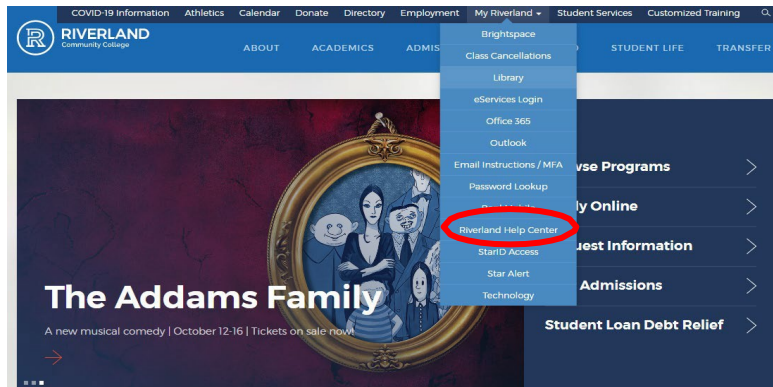 COVID-19 Information Athletics Calendar Donate Directory Employment My Riverland Student Services Customized Training
RIVERLAND
Community College
ABOUT ACADEMICS ADMIS STUDENT LIFE TRANSFER
Brightspace
Class Cancellations
Library
eServices Login
Office 365
Outlook
Email Instructions / MFA
Password Lookup
Riverland Help Center
StarID Access
Star Alert
Technology
wse Programs
ly Online
uest Information
Admissions
Student Loan Debt Relief
The Addams Family
A new musical comedy | October 12-16 | Tickets on sale now!